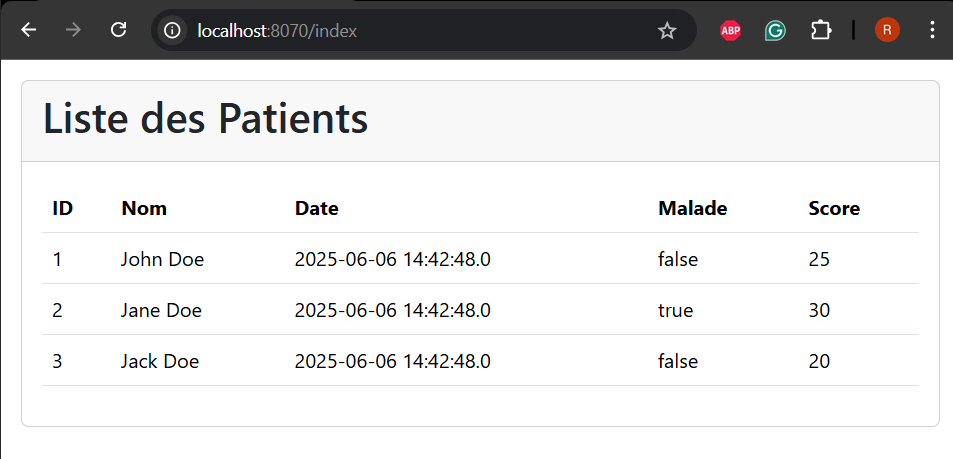 localhost:8070/index
ABP
G
R
Liste des Patients
ID Nom Date Malade Score
1 John Doe 2025-06-06 14:42:48.0 false 25
2 Jane Doe 2025-06-06 14:42:48.0 true 30
3 Jack Doe 2025-06-06 14:42:48.0 false 20